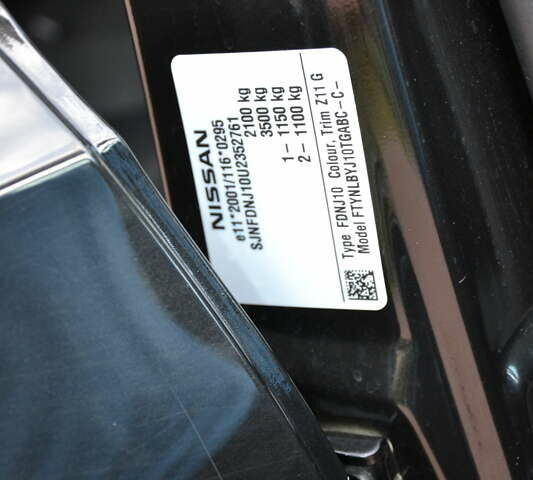 NISSAN
e11*2001/116*0295
SJNFDNJ10U2352761
2100 kg
3500 kg
1- 1150 kg
2- 1100 kg
Type FDNJ10 Colour, Trim Z11 G
Model FTYNLBYJ10TGABC-C-